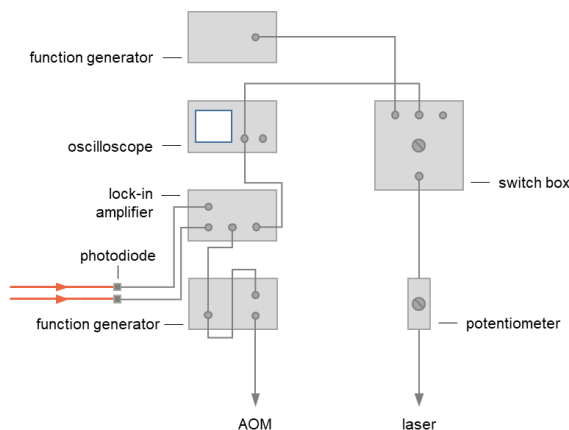 function generator
oscilloscope
lock-in
amplifier
switch box
photodiode
function generator
potentiometer
AOM
laser